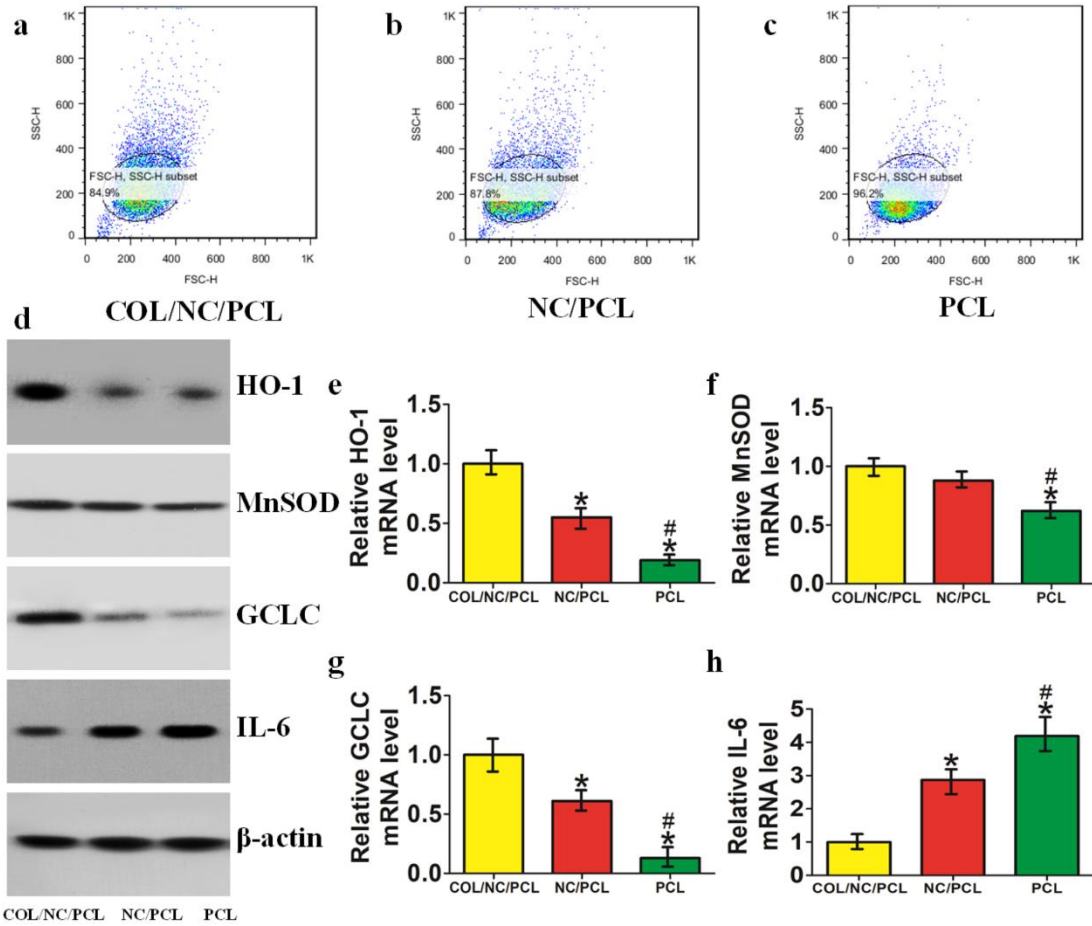 a
1K
800
600
400
200
0
SSC-H
FSC-H, SSC-H subset
84.9%
0 200 400 600 800 1K
FSC-H
COL/NC/PCL
b
1K
800
600
400
200
0
SSC-H
FSC-H, SSC-H subset
87.8%
0 200 400 600 800 1K
FSC-H
NC/PCL
c
1K
800
600
400
200
0
SSC-H
FSC-H, SSC-H subset
96.2%
0 200 400 600 800 1K
FSC-H
PCL
d
HO-1
MnSOD
GCLC
IL-6
β-actin
COL/NC/PCL NC/PCL PCL
e
Relative HO-1
mRNA level
1.5
1.0
0.5
0.0
*
#
*
COL/NC/PCL NC/PCL PCL
f
Relative MnSOD
mRNA level
1.5
1.0
0.5
0.0
#
*
COL/NC/PCL NC/PCL PCL
g
Relative GCLC
mRNA level
1.5
1.0
0.5
0.0
*
#
*
COL/NC/PCL NC/PCL PCL
h
Relative IL-6
mRNA level
5
4
3
2
1
0
*
#
*
COL/NC/PCL NC/PCL PCL